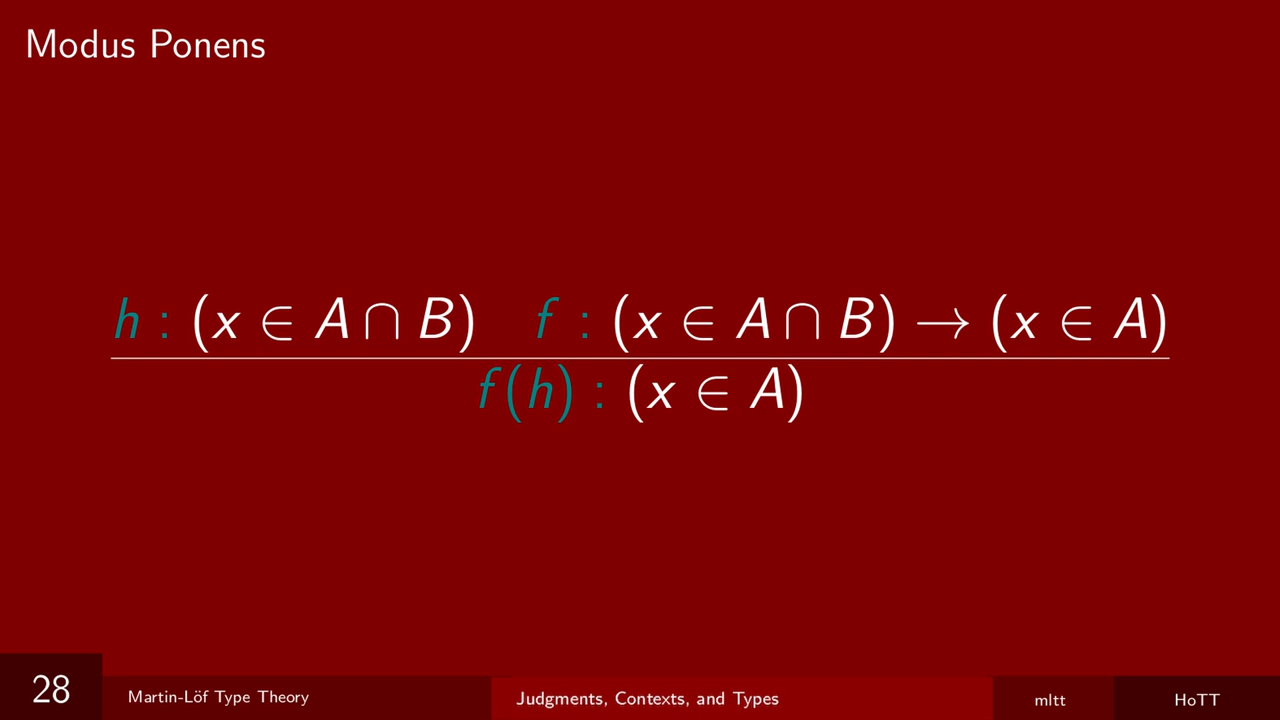 Modus Ponens
h : (x ∈ A ∩ B) f : (x ∈ A ∩ B) → (x ∈ A)
f(h) : (x ∈ A)
28 Martin-Löf Type Theory Judgments, Contexts, and Types mltt HoTT